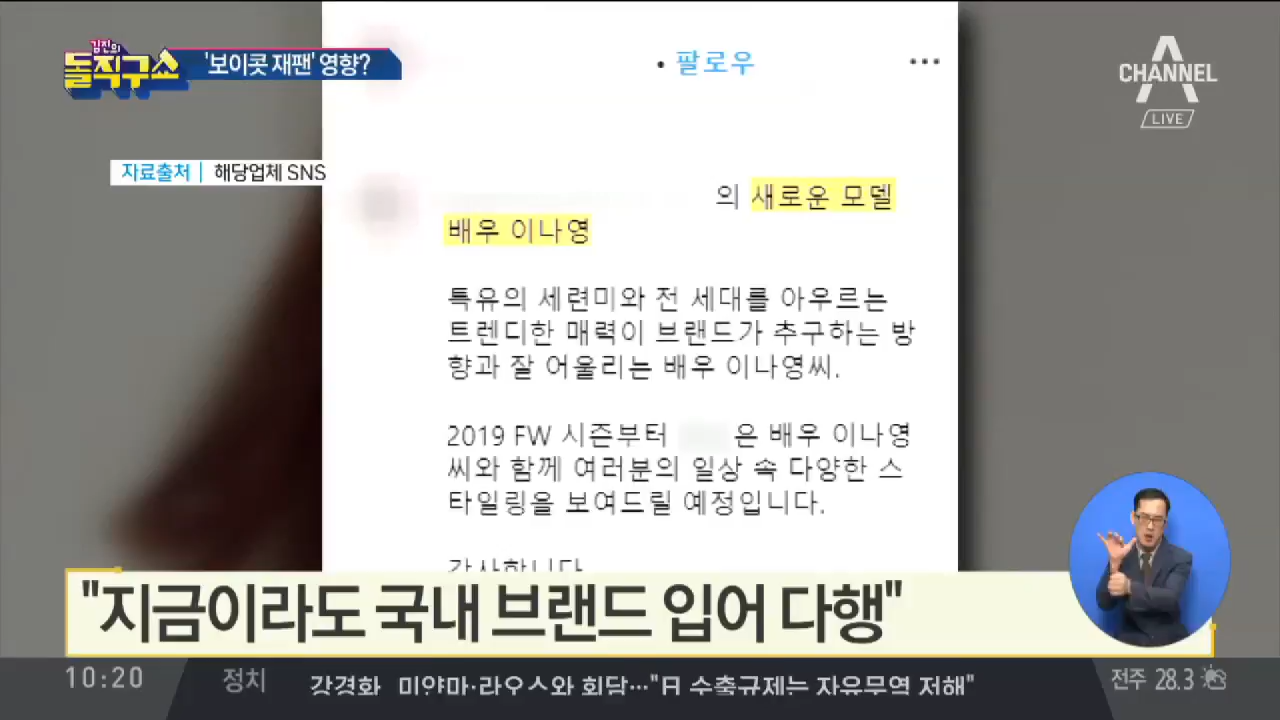 김진의
돌직구쇼
'보이콧 재팬' 영향?
• 팔로우
CHANNEL A
LIVE
자료출처 | 해당업체 SNS
의 새로운 모델
배우 이나영
특유의 세련미와 전 세대를 아우르는
트렌디한 매력이 브랜드가 추구하는 방
향과 잘 어울리는 배우 이나영씨.
2019 FW 시즌부터
은 배우 이나영
씨와 함께 여러분의 일상 속 다양한 스
타일링을 보여드릴 예정입니다.
감사합니다
"지금이라도 국내 브랜드 입어 다행"
10:20
정치
강경화 미얀마·라오스와 회담…"日 수출규제는 자유무역 저해"
전주 28.3